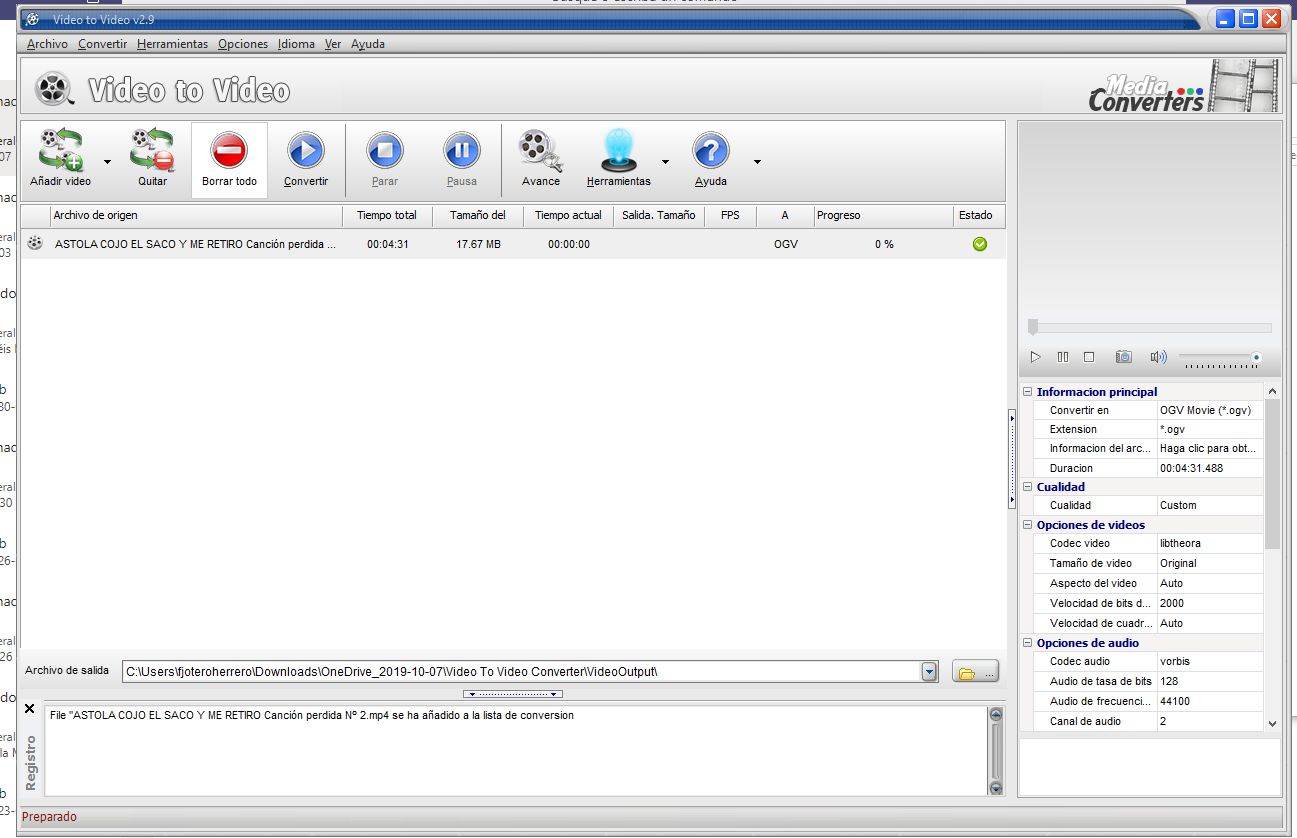 Video to Video v2.9
Archivo Convertir Herramientas Opciones Idioma Ver Ayuda
Video to Video
Media
Converters
Añadir video Quitar Borrar todo Convertir Parar Pausa Avance Herramientas Ayuda
Archivo de origen Tiempo total Tamaño del Tiempo actual Salida. Tamaño FPS A Progreso Estado
ASTOLA COJO EL SACO Y ME RETIRO Canción perdida ... 00:04:31 17.67 MB 00:00:00 OGV 0 %
Informacion principal
Convertir en OGV Movie (*.ogv)
Extension *.ogv
Informacion del arc... Haga clic para obt...
Duracion 00:04:31.488
Cualidad
Cualidad Custom
Opciones de videos
Codec video libtheora
Tamaño de video Original
Aspecto del video Auto
Velocidad de bits d... 2000
Velocidad de cuadr... Auto
Opciones de audio
Codec audio vorbis
Audio de tasa de bits 128
Audio de frecuenci... 44100
Canal de audio 2
Archivo de salida C:\Users\fjoteroherrero\Downloads\OneDrive_2019-10-07\Video To Video Converter\VideoOutput\ ...
File "ASTOLA COJO EL SACO Y ME RETIRO Canción perdida Nº 2.mp4 se ha añadido a la lista de conversion
Registro
Preparado